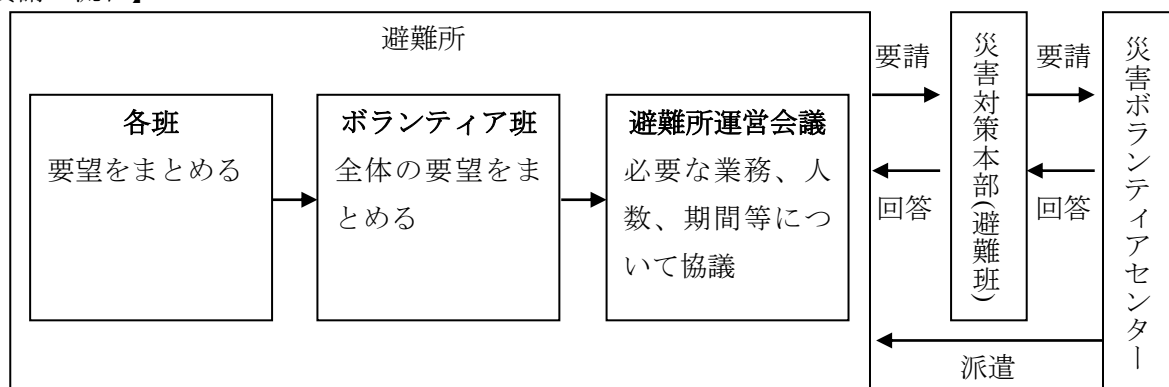 避難所
各班
要望をまとめる
ボランティア班
全体の要望をま
とめる
避難所運営会議
必要な業務、人
数、期間等につ
いて協議
要請
回答
災害対策本部(避難班)
要請
回答
災害ボランティアセンター
派遣